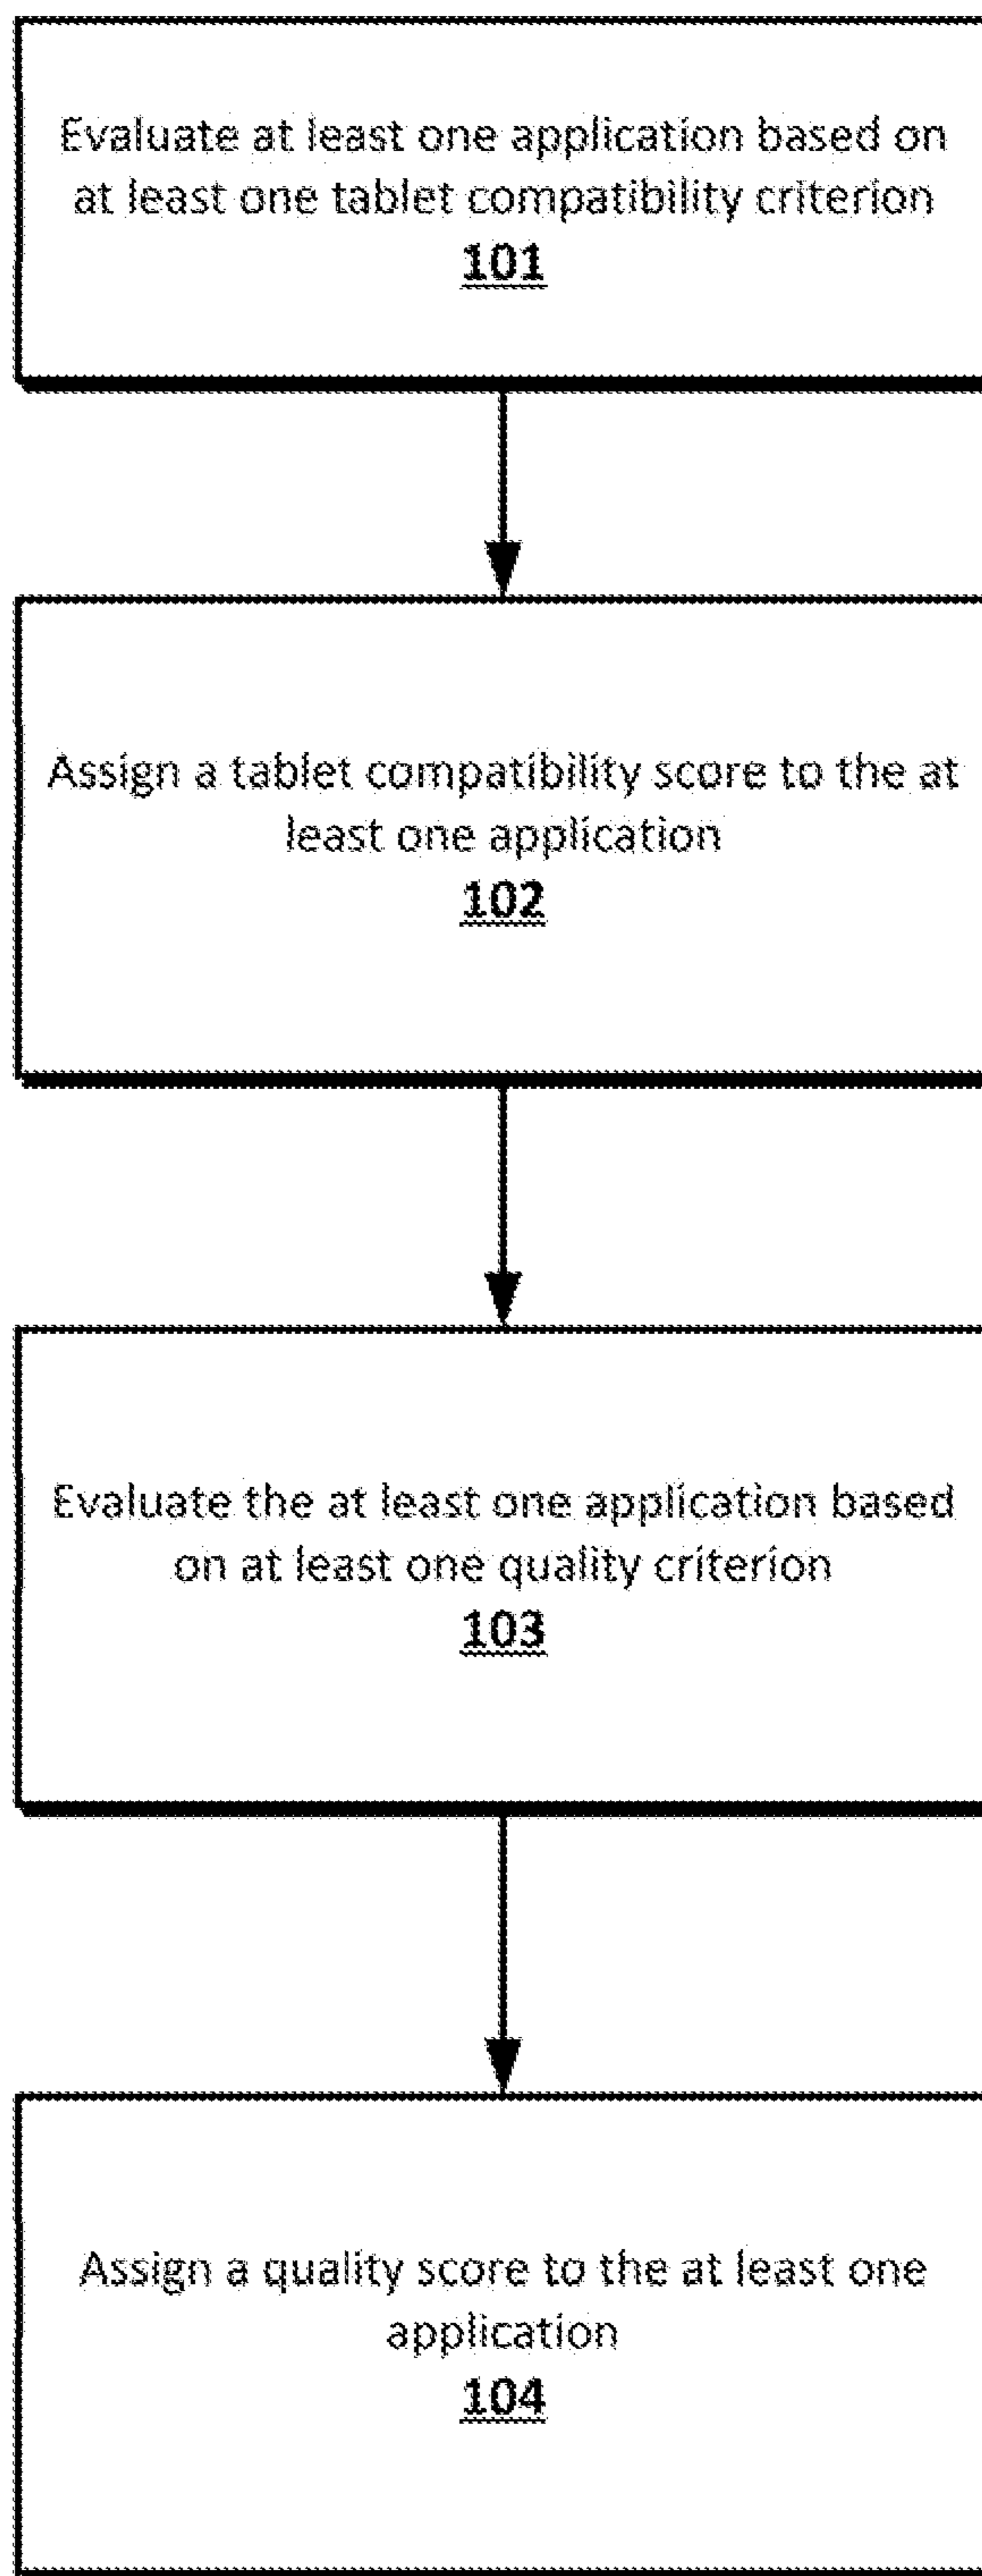 Evaluate at least one application based on
at least one tablet compatibility criterion
101
Assign a tablet compatibility score to the at
least one application
102
Evaluate the at least one application based
on at least one quality criterion
103
Assign a quality score to the at least one
application
104